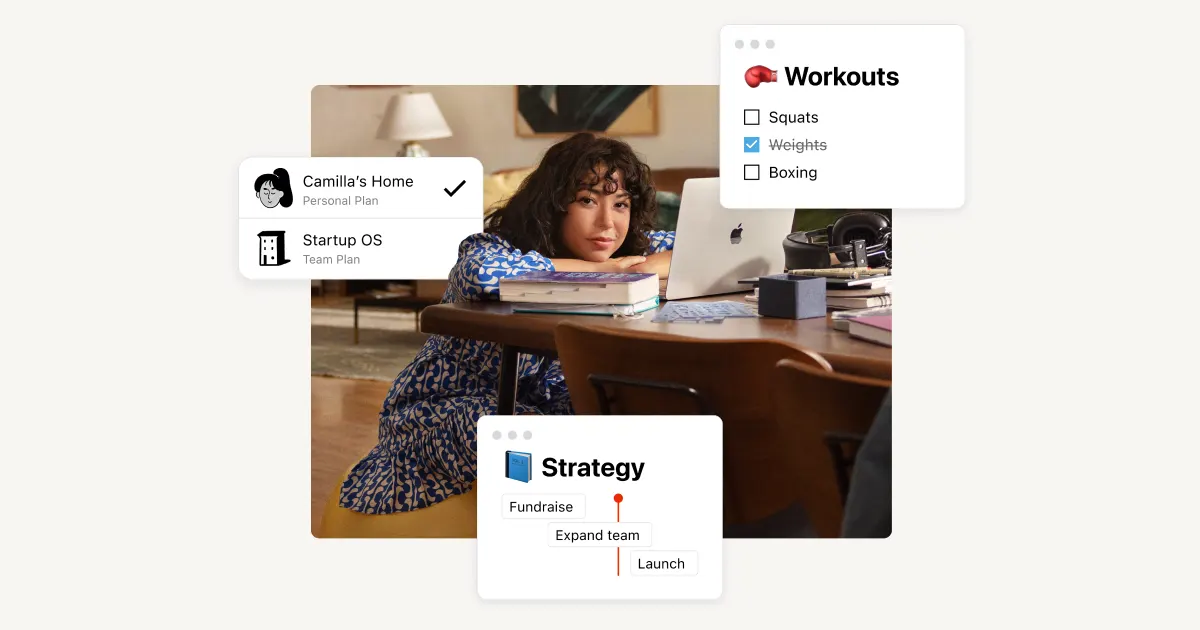 Workouts
Squats
Weights
Boxing
Camilla’s Home
Personal Plan
Startup OS
Team Plan
Strategy
Fundraise
Expand team
Launch